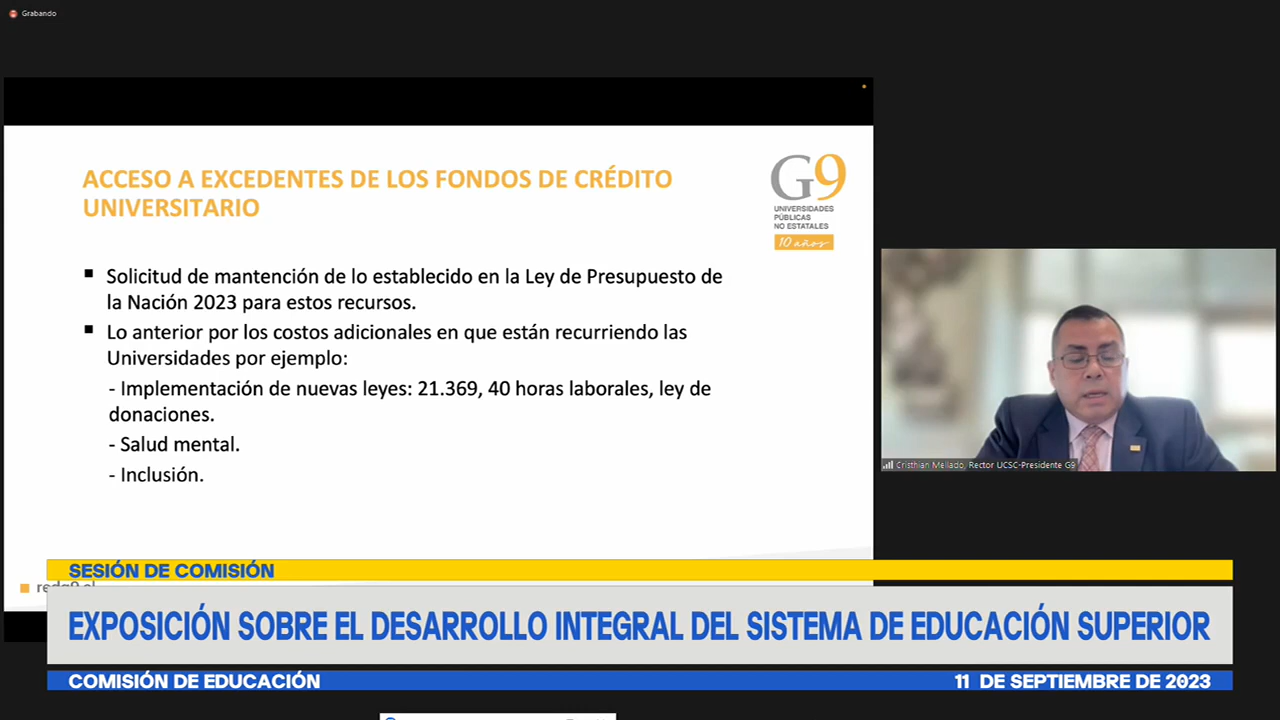 Grabando
ACCESO A EXCEDENTES DE LOS FONDOS DE CRÉDITO
UNIVERSITARIO
G9
UNIVERSIDADES
PÚBLICAS
NO ESTATALES
10 años
▪ Solicitud de mantención de lo establecido en la Ley de Presupuesto de
la Nación 2023 para estos recursos.
▪ Lo anterior por los costos adicionales en que están recurriendo las
Universidades por ejemplo:
- Implementación de nuevas leyes: 21.369, 40 horas laborales, ley de
donaciones.
- Salud mental.
- Inclusión.
Cristhian Mellado, Rector UCSC-Presidente G9
SESIÓN DE COMISIÓN
EXPOSICIÓN SOBRE EL DESARROLLO INTEGRAL DEL SISTEMA DE EDUCACIÓN SUPERIOR
COMISIÓN DE EDUCACIÓN
11 DE SEPTIEMBRE DE 2023